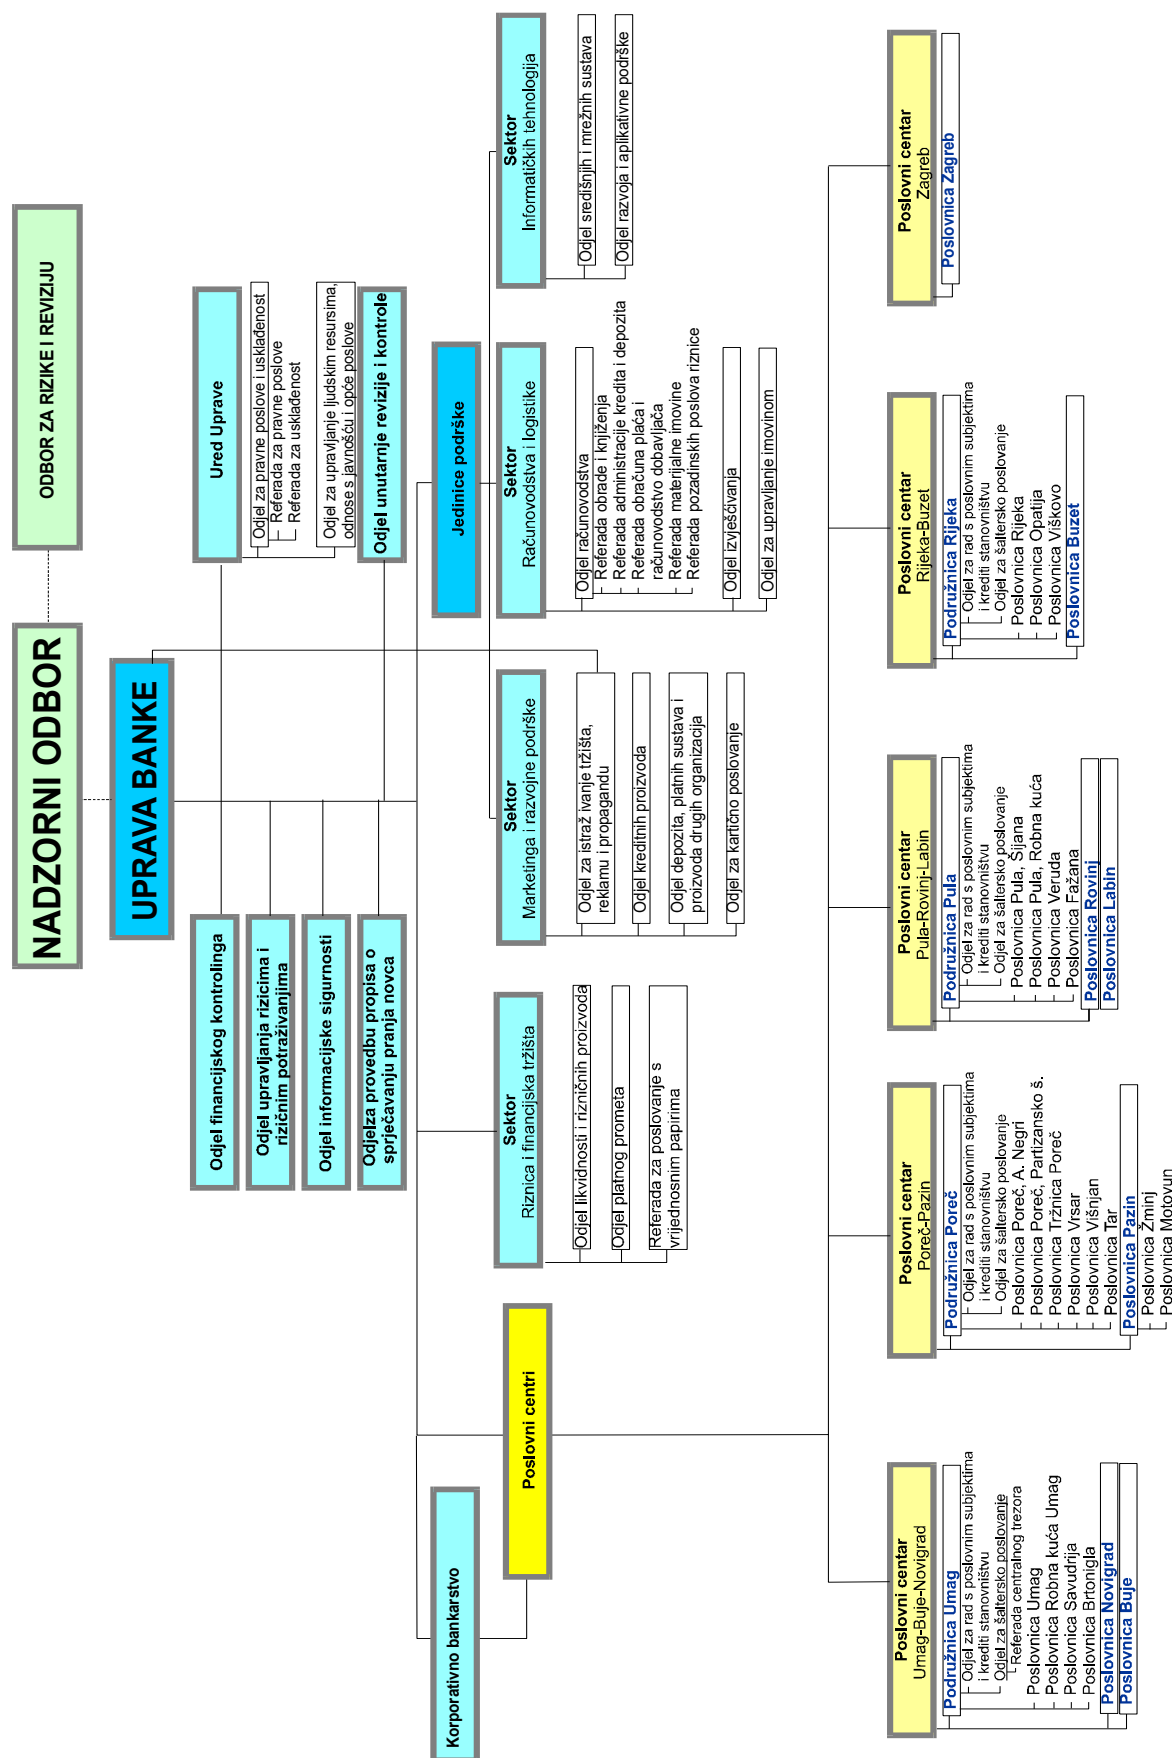 NADZORNI ODBOR
ODBOR ZA RIZIKE I REVIZIJU
UPRAVA BANKE
Odjel financijskog kontrolinga
Ured Uprave
Odjel za pravne poslove i usklađenost
Referada za pravne poslove
Referada za usklađenost
Odjel za upravljanje ljudskim resursima,
odnose s javnošću i opće poslove
Odjel upravljanja rizicima i
rizičnim potraživanjima
Odjel informacijske sigurnosti
Odjelza provedbu propisa o
sprječavanju pranja novca
Odjel unutarnje revizije i kontrole
Korporativno bankarstvo
Jedinice podrške
Poslovni centri
Sektor
Riznica i financijska tržišta
Odjel likvidnosti i rizničnih proizvoda
Odjel platnog prometa
Referada za poslovanje s
vrijednosnim papirima
Sektor
Marketinga i razvojne podrške
Odjel za istraž ivanje tržišta,
reklamu i propagandu
Odjel kreditnih proizvoda
Odjel depozita, platnih sustava i
proizvoda drugih organizacija
Odjel za kartično poslovanje
Sektor
Računovodstva i logistike
Odjel računovodstva
Referada obrade i knjiženja
Referada administracije kredita i depozita
Referada obračuna plaća i
računovodstvo dobavljača
Referada materijalne imovine
Referada pozadinskih poslova riznice
Odjel izvješćivanja
Odjel za upravljanje imovinom
Sektor
Informatičkih tehnologija
Odjel središnjih i mrežnih sustava
Odjel razvoja i aplikativne podrške
Poslovni centar
Umag-Buje-Novigrad
Podružnica Umag
Odjel za rad s poslovnim subjektima
i krediti stanovništvu
Odjel za šaltersko poslovanje
Referada centralnog trezora
Poslovnica Umag
Poslovnica Robna kuća Umag
Poslovnica Savudrija
Poslovnica Brtonigla
Poslovnica Novigrad
Poslovnica Buje
Poslovni centar
Poreč-Pazin
Podružnica Poreč
Odjel za rad s poslovnim subjektima
i krediti stanovništvu
Odjel za šaltersko poslovanje
Poslovnica Poreč, A. Negri
Poslovnica Poreč, Partizansko š.
Poslovnica Tržnica Poreč
Poslovnica Vrsar
Poslovnica Višnjan
Poslovnica Tar
Poslovnica Pazin
Poslovnica Žminj
Poslovnica Motovun
Poslovni centar
Pula-Rovinj-Labin
Podružnica Pula
Odjel za rad s poslovnim subjektima
i krediti stanovništvu
Odjel za šaltersko poslovanje
Poslovnica Pula, Šijana
Poslovnica Pula, Robna kuća
Poslovnica Veruda
Poslovnica Fažana
Poslovnica Rovinj
Poslovnica Labin
Poslovni centar
Rijeka-Buzet
Podružnica Rijeka
Odjel za rad s poslovnim subjektima
i krediti stanovništvu
Odjel za šaltersko poslovanje
Poslovnica Rijeka
Poslovnica Opatija
Poslovnica Viškovo
Poslovnica Buzet
Poslovni centar
Zagreb
Poslovnica Zagreb